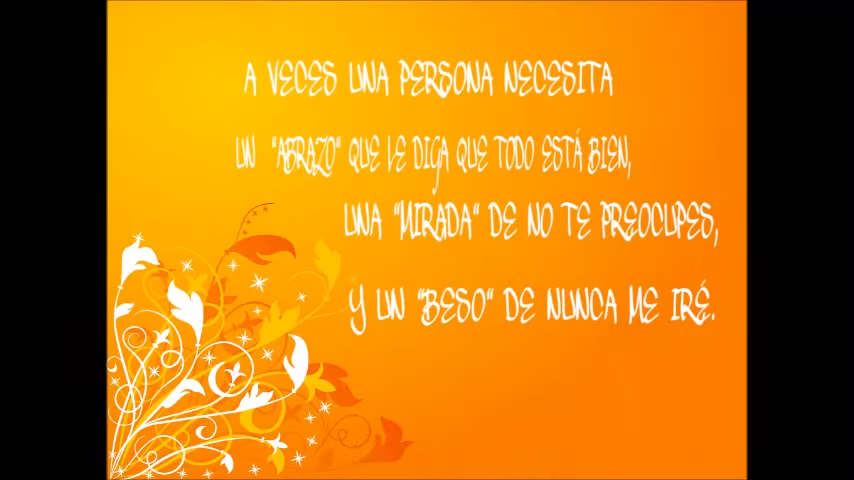 A VECES UNA PERSONA NECESITA
UN "ABRAZO" QUE LE DIGA QUE TODO ESTÁ BIEN,
UNA "MIRADA" DE NO TE PREOCUPES,
Y UN "BESO" DE NUNCA ME IRÉ.